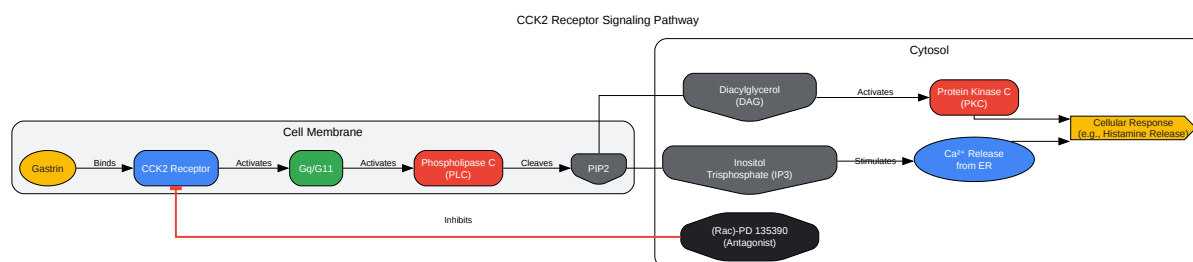 CCK2 Receptor Signaling Pathway
Cytosol
Diacylglycerol
(DAG)
Activates
Protein Kinase C
(PKC)
Cellular Response
(e.g., Histamine Release)
Cell Membrane
Gastrin
Binds
CCK2 Receptor
Activates
Gq/G11
Activates
Phospholipase C
(PLC)
Cleaves
PIP2
Inositol
Trisphosphate (IP3)
Stimulates
Ca²⁺ Release
from ER
Inhibits
(Rac)-PD 135390
(Antagonist)